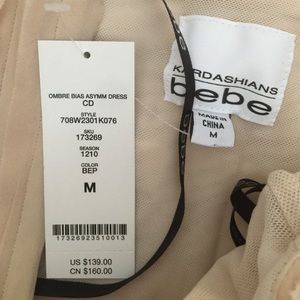 OMBRE BIAS ASYMM DRESS
CD
STYLE
708W2301K076
SKU
173269
SEASON
1210
COLOR
BEP
M
17326923510013
US $139.00
CN $160.00
KARDASHIANS
bebe
MADE IN
CHINA
M